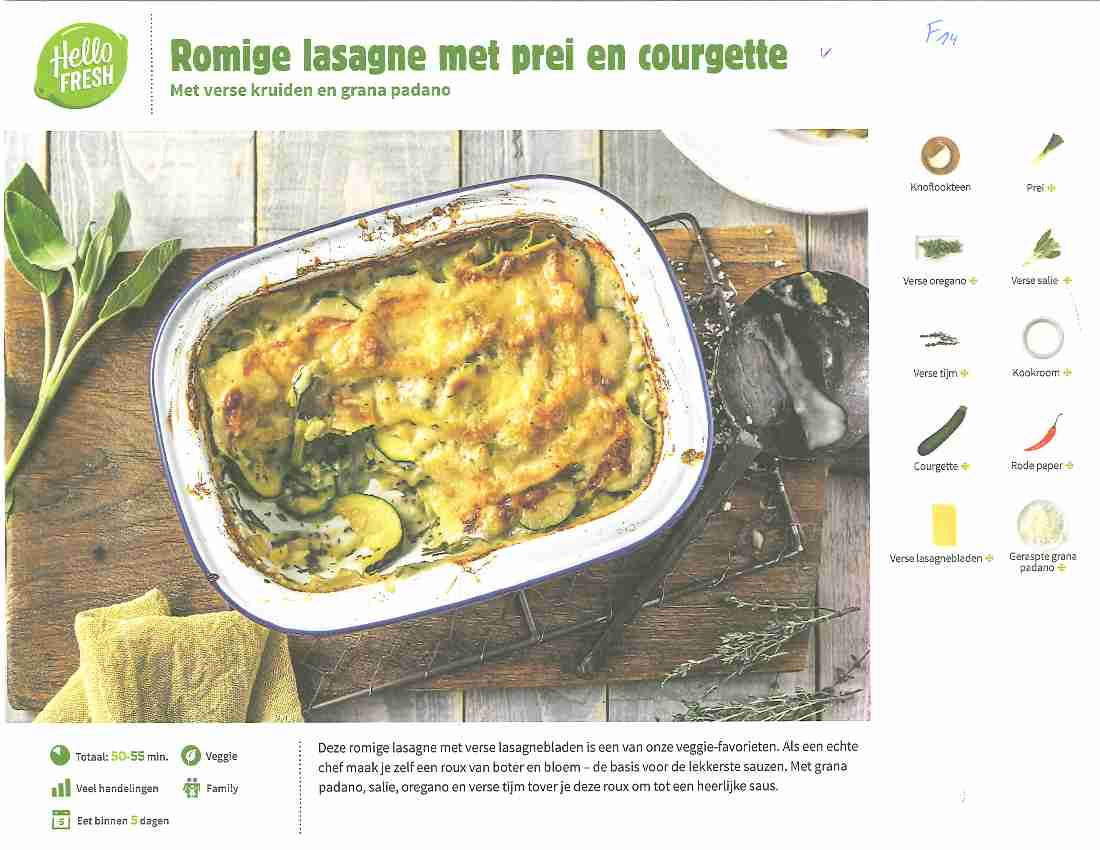 Hello
FRESH
Romige lasagne met prei en courgette
Met verse kruiden en grana padano
F14
Knoflookteen
Prei
Verse oregano
Verse salie
Verse tijm
Kookroom
Courgette
Rode peper
Verse lasagnebladen
Geraspte grana
padano
Totaal: 50-55 min.
Veggie
Veel handelingen
Family
5
Eet binnen 5 dagen
Deze romige lasagne met verse lasagnebladen is een van onze veggie-favorieten. Als een echte
chef maak je zelf een roux van boter en bloem – de basis voor de lekkerste sauzen. Met grana
padano, salie, oregano en verse tijm tover je deze roux om tot een heerlijke saus.